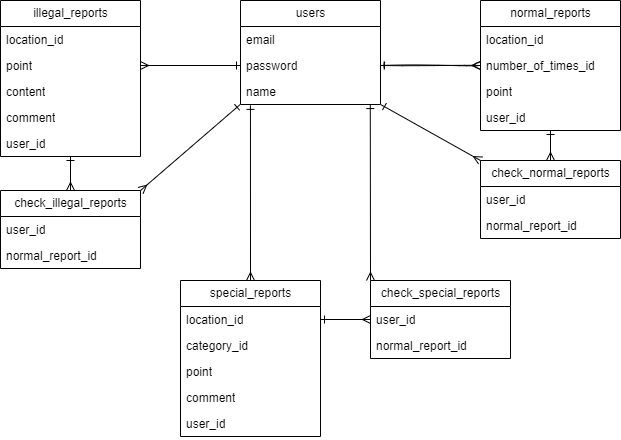 illegal_reports
location_id
point
content
comment
user_id
users
email
password
name
normal_reports
location_id
number_of_times_id
point
user_id
check_illegal_reports
user_id
normal_report_id
check_normal_reports
user_id
normal_report_id
special_reports
location_id
category_id
point
comment
user_id
check_special_reports
user_id
normal_report_id